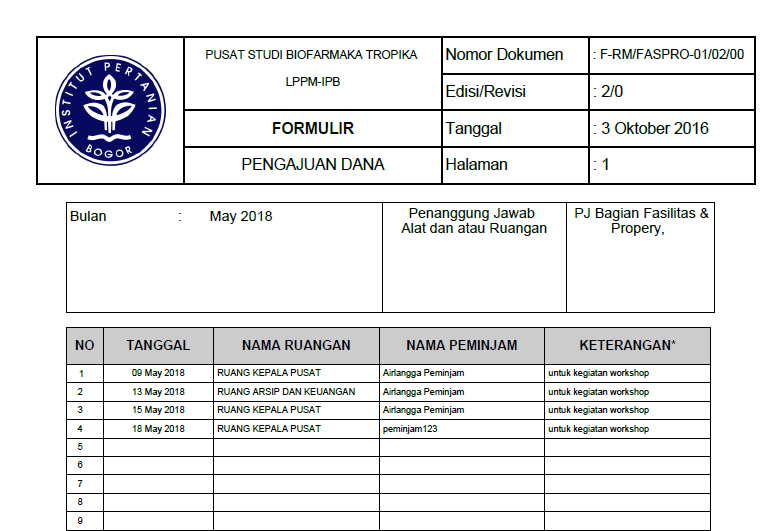 INSTITUT PERTANIAN
BOGOR
PUSAT STUDI BIOFARMAKA TROPIKA
LPPM-IPB
Nomor Dokumen : F-RM/FASPRO-01/02/00
Edisi/Revisi : 2/0
FORMULIR
Tanggal : 3 Oktober 2016
PENGAJUAN DANA
Halaman : 1
Bulan : May 2018
Penanggung Jawab
Alat dan atau Ruangan
PJ Bagian Fasilitas &
Propery,
NO TANGGAL NAMA RUANGAN NAMA PEMINJAM KETERANGAN*
1 09 May 2018 RUANG KEPALA PUSAT Airlangga Peminjam untuk kegiatan workshop
2 13 May 2018 RUANG ARSIP DAN KEUANGAN Airlangga Peminjam untuk kegiatan workshop
3 15 May 2018 RUANG KEPALA PUSAT Airlangga Peminjam untuk kegiatan workshop
4 18 May 2018 RUANG KEPALA PUSAT peminjam123 untuk kegiatan workshop
5
6
7
8
9